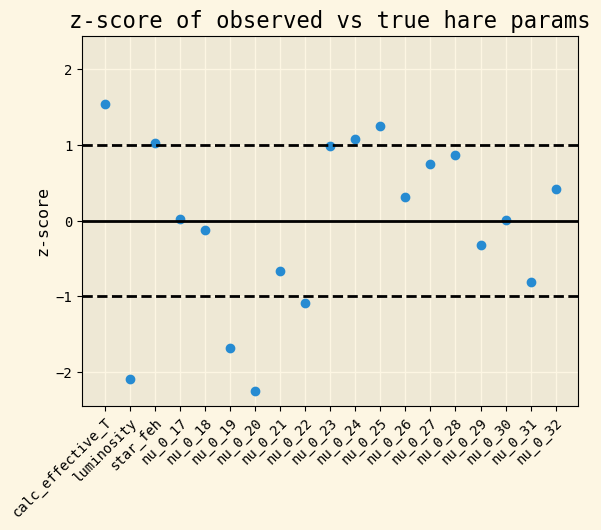 z-score of observed vs true hare params
z-score
2
1
0
−1
−2
calc_effective_T
luminosity
star_feh
nu_0_17
nu_0_18
nu_0_19
nu_0_20
nu_0_21
nu_0_22
nu_0_23
nu_0_24
nu_0_25
nu_0_26
nu_0_27
nu_0_28
nu_0_29
nu_0_30
nu_0_31
nu_0_32